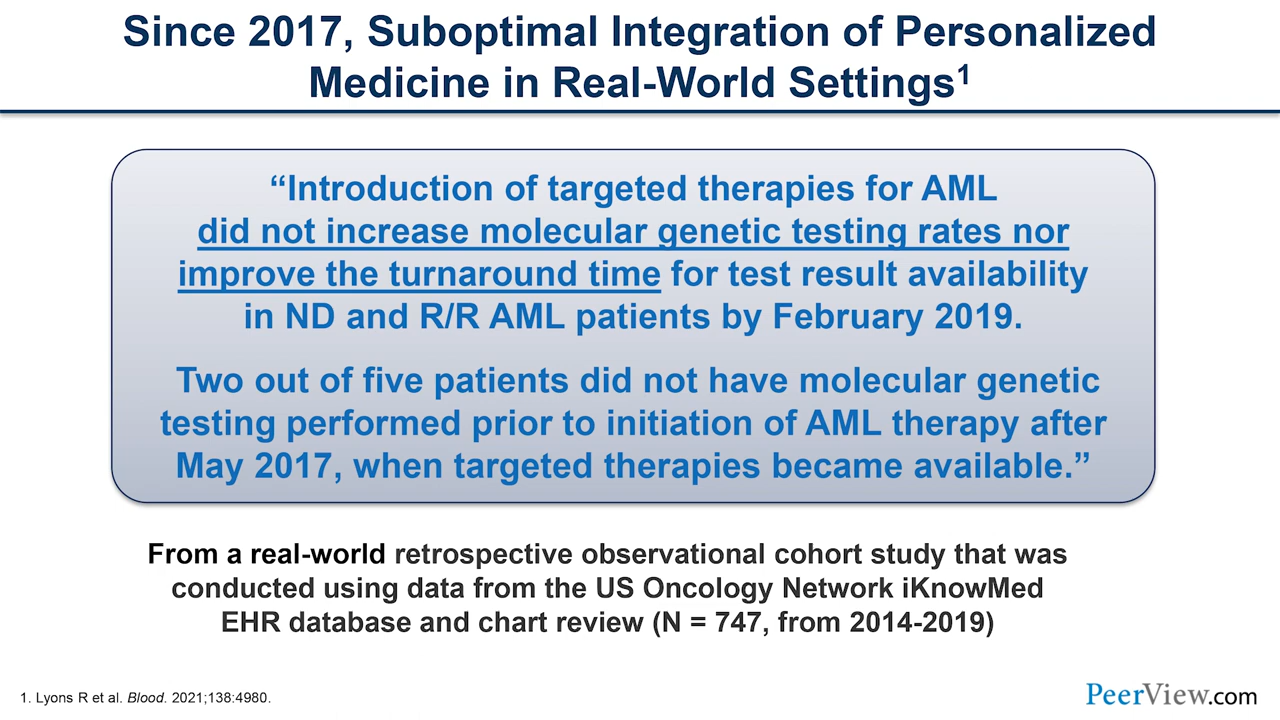 Since 2017, Suboptimal Integration of Personalized
Medicine in Real-World Settings1
“Introduction of targeted therapies for AML
did not increase molecular genetic testing rates nor
improve the turnaround time for test result availability
in ND and R/R AML patients by February 2019.
Two out of five patients did not have molecular genetic
testing performed prior to initiation of AML therapy after
May 2017, when targeted therapies became available.”
From a real-world retrospective observational cohort study that was
conducted using data from the US Oncology Network iKnowMed
EHR database and chart review (N = 747, from 2014-2019)
1. Lyons R et al. Blood. 2021;138:4980.
PeerView.com